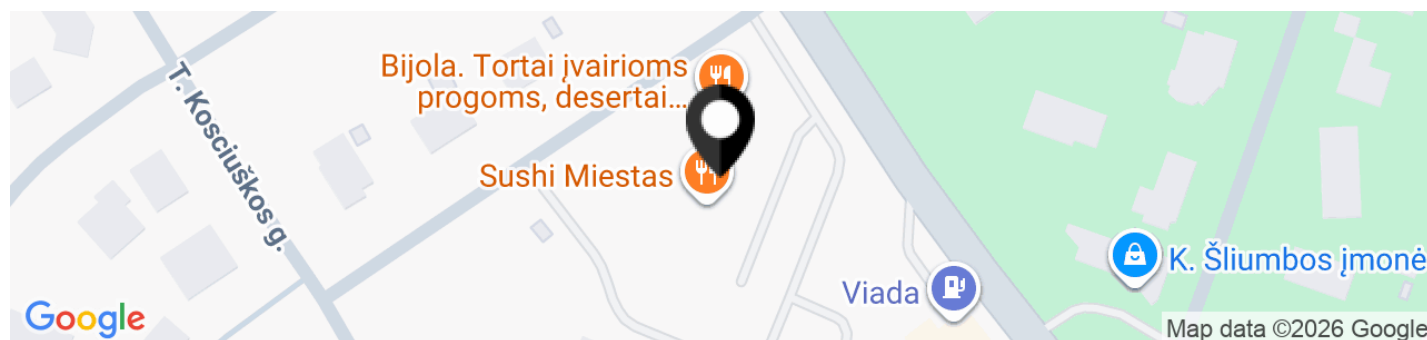 Bijola. Tortai įvairioms
progoms, desertai...
T. Kosciuškos g.
Sushi Miestas
K. Šliumbos įmonė
Viada
Google
Map data ©2026 Google